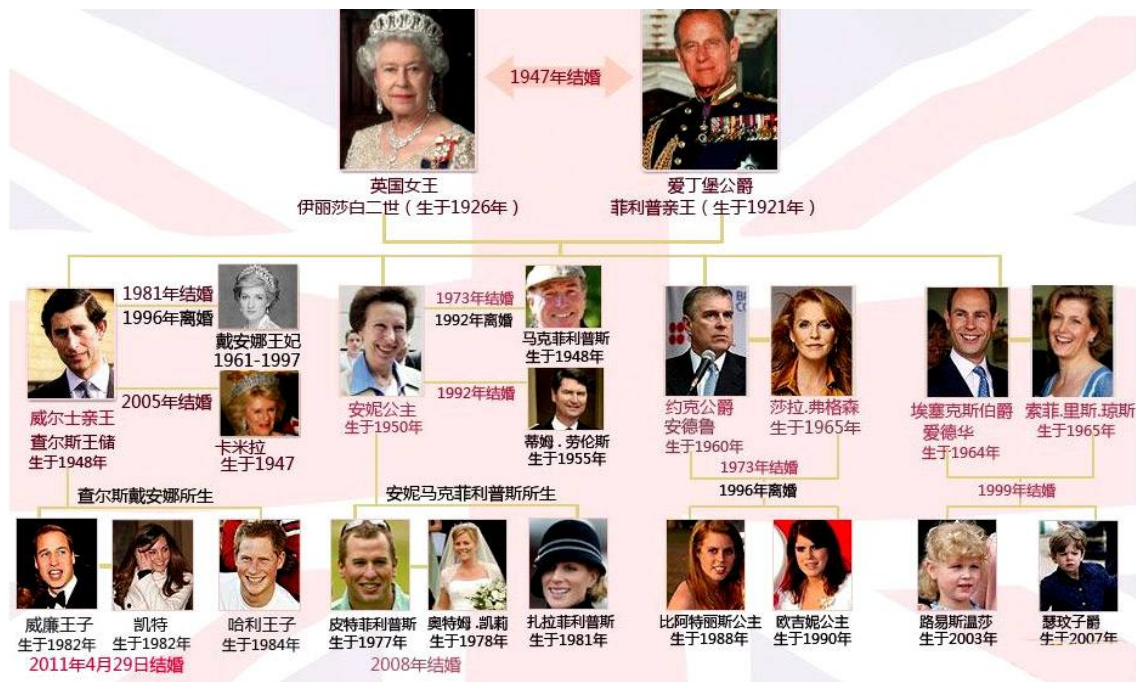 1947年结婚
英国女王
伊丽莎白二世（生于1926年）
爱丁堡公爵
菲利普亲王（生于1921年）
1981年结婚
1996年离婚
戴安娜王妃
1961-1997
2005年结婚
威尔士亲王
查尔斯王储
生于1948年
卡米拉
生于1947
1973年结婚
1992年离婚
马克菲利普斯
生于1948年
1992年结婚
安妮公主
生于1950年
蒂姆．劳伦斯
生于1955年
约克公爵
安德鲁
生于1960年
莎拉.弗格森
生于1965年
1973年结婚
1996年离婚
埃塞克斯伯爵
爱德华
生于1964年
索菲.里斯.琼斯
生于1965年
1999年结婚
查尔斯戴安娜所生
安妮马克菲利普斯所生
威廉王子
生于1982年
凯特
生于1982年
哈利王子
生于1984年
2011年4月29日结婚
皮特菲利普斯
生于1977年
奥特姆.凯莉
生于1978年
2008年结婚
扎拉菲利普斯
生于1981年
比阿特丽斯公主
生于1988年
欧吉妮公主
生于1990年
路易斯温莎
生于2003年
瑟玟子爵
生于2007年